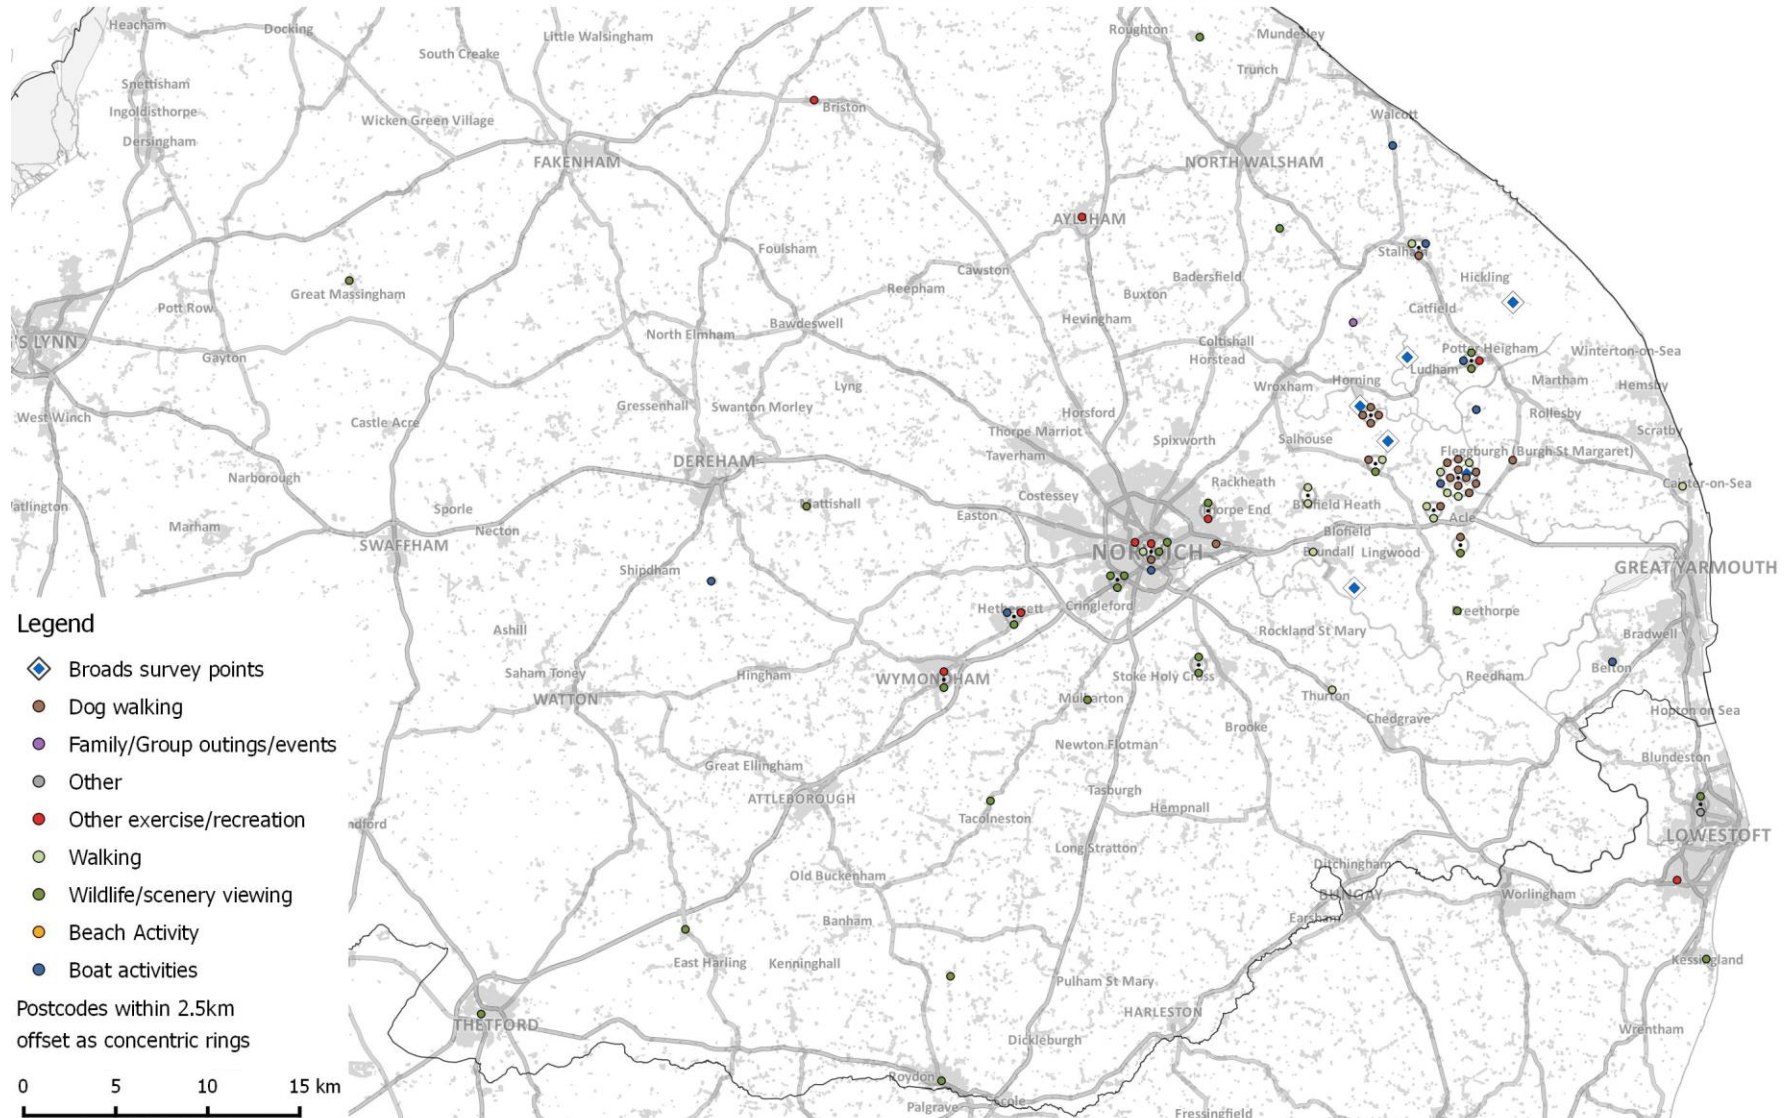 Heacham
Docking
Little Walsingham
South Creake
Roughton
Mundesley
Trunch
Snettisham
Ingoldisthorpe
Wicken Green Village
Briston
Walcott
Dersingham
FAKENHAM
NORTH WALSHAM
AYLSHAM
Foulsham
Stalham
Cawston
Badersfield
Hickling
Great Massingham
Reepham
Buxton
Pott Row
Catfield
Bawdeswell
Hevingham
North Elmham
'S LYNN
Coltishall
Potter Heigham
Winterton-on-Sea
Gayton
Horstead
Ludham
Lyng
Wroxham
Horning
Martham
Hemsby
Gressenhall
Swanton Morley
Horsford
Rollesby
West Winch
Castle Acre
Thorpe Marriot
Spixworth
Salhouse
Scratby
Fleggburgh (Burgh St Margaret)
DEREHAM
Taverham
Narborough
Rackheath
Caister-on-Sea
Costessey
Mattishall
Blofield Heath
atlington
Sporle
Thorpe End
Easton
Acle
Marham
Necton
Blofield
SWAFFHAM
NORWICH
Brundall
Lingwood
Shipdham
GREAT YARMOUTH
Hethersett
Cringleford
Freethorpe
Ashill
Rockland St Mary
Bradwell
Saham Toney
Hingham
WYMONDHAM
Stoke Holy Cross
Reedham
Belton
WATTON
Mulbarton
Thurton
Hopton on Sea
Chedgrave
Brooke
Newton Flotman
Blundeston
Great Ellingham
Tasburgh
ATTLEBOROUGH
Hempnall
Tacolneston
ndford
LOWESTOFT
Long Stratton
Ditchingham
Old Buckenham
BUNGAY
Worlingham
Banham
Earsham
East Harling
Kenninghall
Kessingland
Pulham St Mary
HARLESTON
THETFORD
Wrentham
Dickleburgh
Roydon
Scole
Palgrave
Fressingfield
Legend
Broads survey points
Dog walking
Family/Group outings/events
Other
Other exercise/recreation
Walking
Wildlife/scenery viewing
Beach Activity
Boat activities
Postcodes within 2.5km
offset as concentric rings
0 5 10 15 km